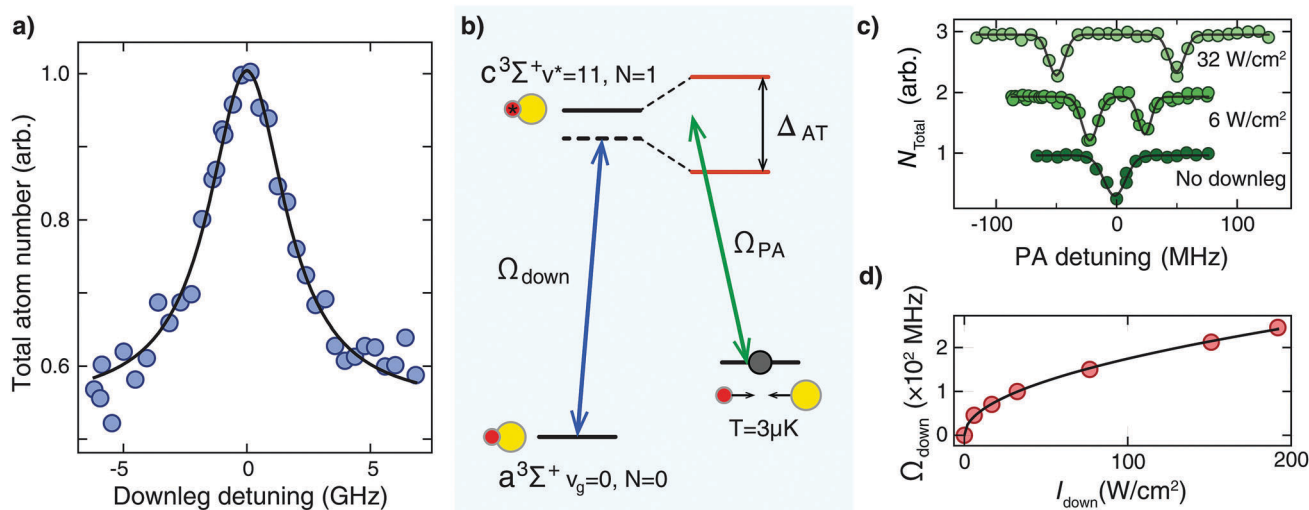 a)
Total atom number (arb.)
1.0
0.8
0.6
-5
0
5
Downleg detuning (GHz)
b)
c³Σ⁺ v*=11, N=1
*
Δ_AT
Ω_down
Ω_PA
T=3μK
a³Σ⁺ v_g=0, N=0
c)
N_Total (arb.)
3
2
1
32 W/cm²
6 W/cm²
No downleg
-100
0
100
PA detuning (MHz)
d)
Ω_down (×10² MHz)
2
1
0
0
100
200
I_down(W/cm²)